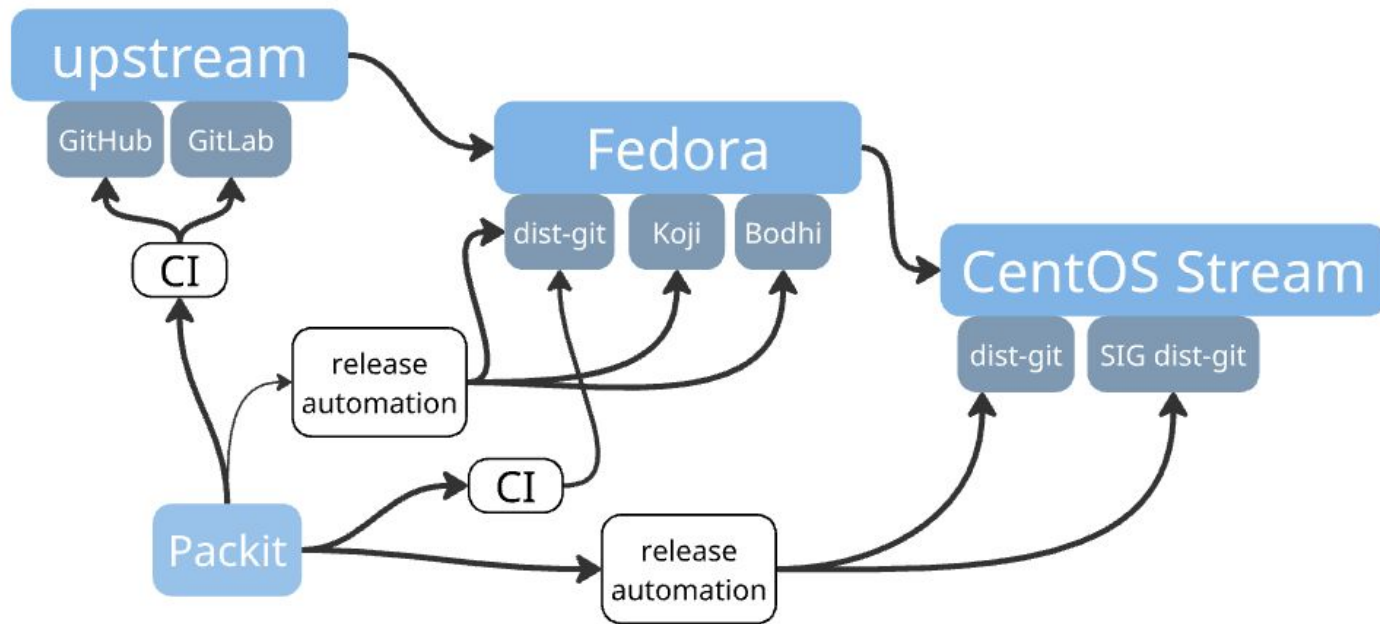 upstream
GitHub
GitLab
Fedora
dist-git
Koji
Bodhi
CI
CentOS Stream
dist-git
SIG dist-git
release
automation
CI
Packit
release
automation